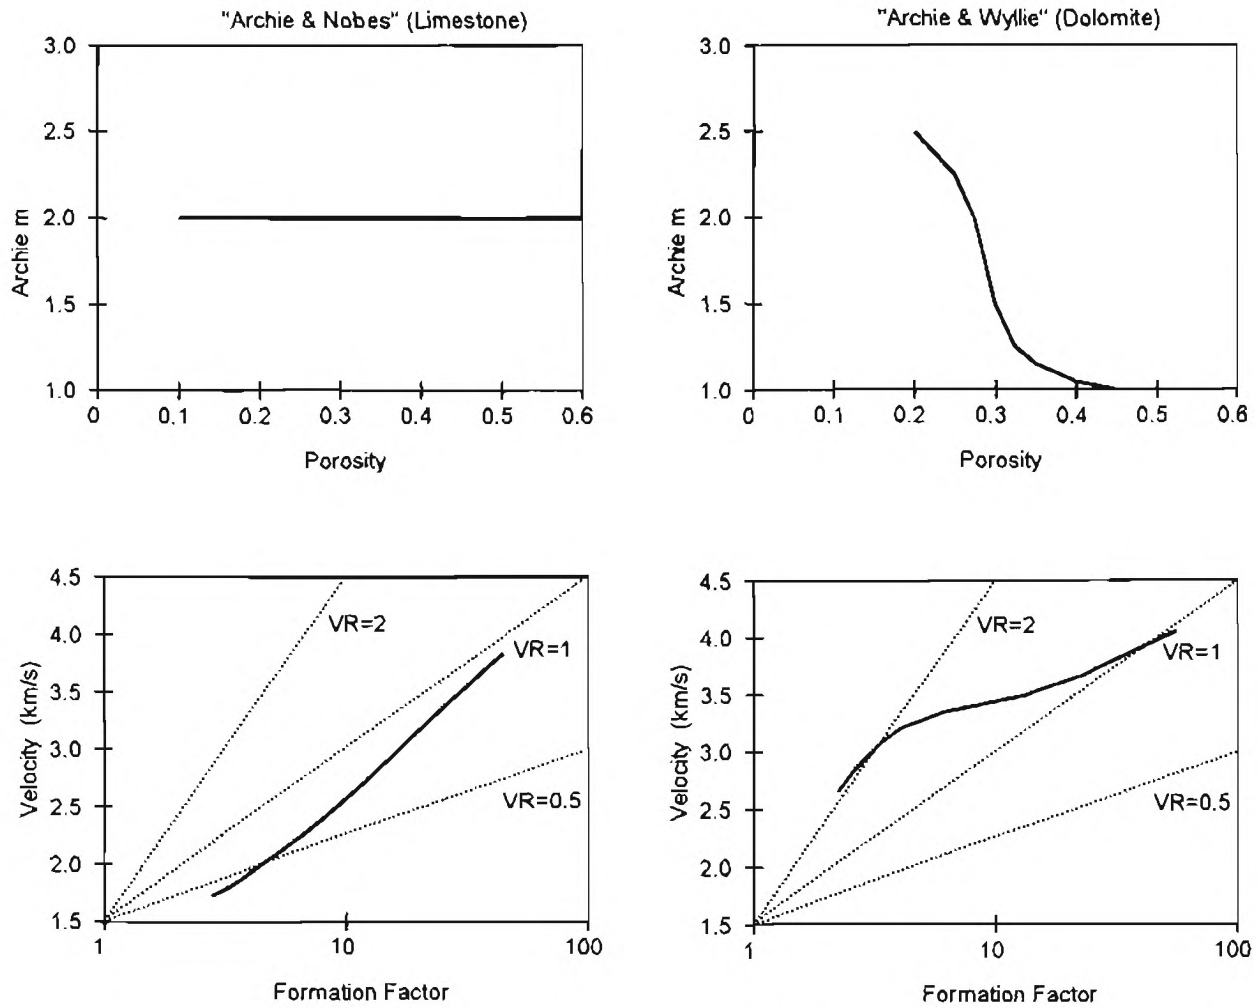 "Archie & Nobes" (Limestone)
3.0
2.5
2.0
1.5
1.0
Archie m
0 0.1 0.2 0.3 0.4 0.5 0.6
Porosity
"Archie & Wyllie" (Dolomite)
3.0
2.5
2.0
1.5
1.0
Archie m
0 0.1 0.2 0.3 0.4 0.5 0.6
Porosity
4.5
4.0
3.5
3.0
2.5
2.0
1.5
Velocity (km/s)
VR=2
VR=1
VR=0.5
1 10 100
Formation Factor
4.5
4.0
3.5
3.0
2.5
2.0
1.5
Velocity (km/s)
VR=2
VR=1
VR=0.5
1 10 100
Formation Factor